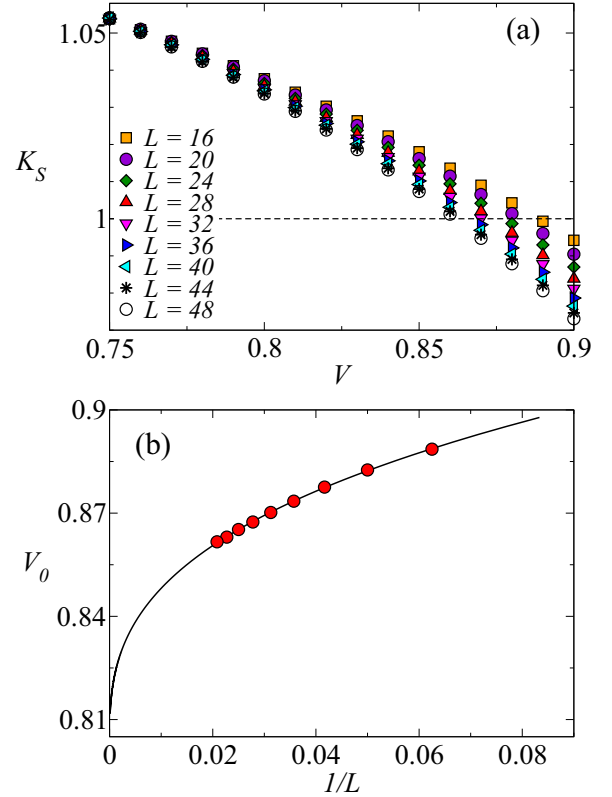 1.05
(a)
K_S
L = 16
L = 20
L = 24
L = 28
L = 32
L = 36
L = 40
L = 44
L = 48
1
0.75
0.8
0.85
0.9
V
0.9
(b)
0.87
V_0
0.84
0.81
0
0.02
0.04
0.06
0.08
1/L